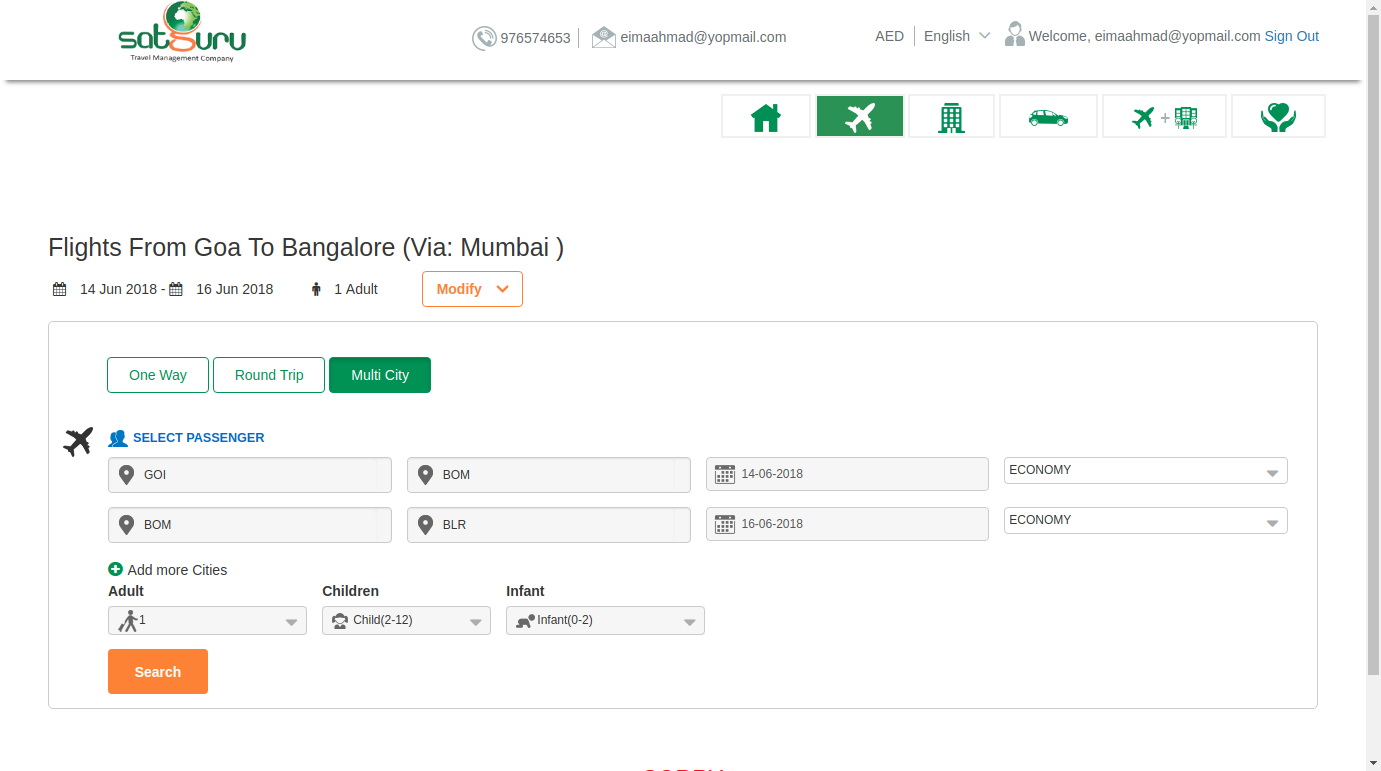 satguru
Travel Management Company
976574653
eimaahmad@yopmail.com
AED
English
Welcome, eimaahmad@yopmail.com Sign Out
+
Flights From Goa To Bangalore (Via: Mumbai )
14 Jun 2018 - 16 Jun 2018
1 Adult
Modify
One Way
Round Trip
Multi City
SELECT PASSENGER
GOI
BOM
14-06-2018
ECONOMY
BOM
BLR
16-06-2018
ECONOMY
Add more Cities
Adult
Children
Infant
1
Child(2-12)
Infant(0-2)
Search